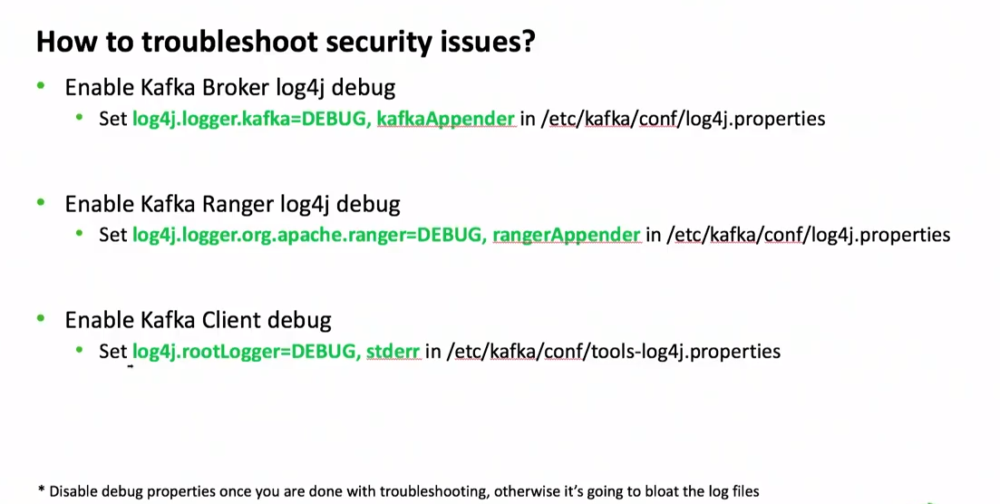 How to troubleshoot security issues?
• Enable Kafka Broker log4j debug
• Set log4j.logger.kafka=DEBUG, kafkaAppender in /etc/kafka/conf/log4j.properties
• Enable Kafka Ranger log4j debug
• Set log4j.logger.org.apache.ranger=DEBUG, rangerAppender in /etc/kafka/conf/log4j.properties
• Enable Kafka Client debug
• Set log4j.rootLogger=DEBUG, stderr in /etc/kafka/conf/tools-log4j.properties
* Disable debug properties once you are done with troubleshooting, otherwise it's going to bloat the log files